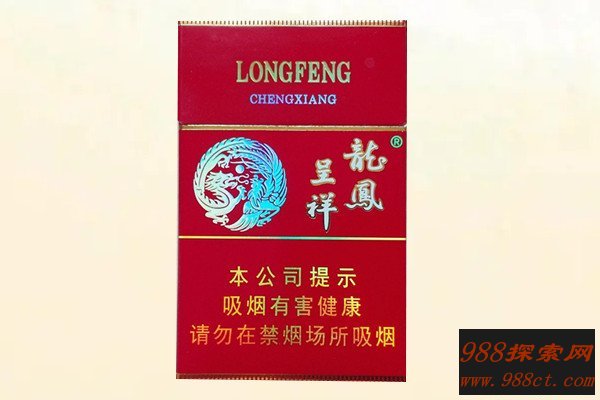 LONGFENG
CHENGXIANG
龍鳳
呈祥
®
本公司提示
吸烟有害健康
请勿在禁烟场所吸烟
988探索网
www.988ct.com